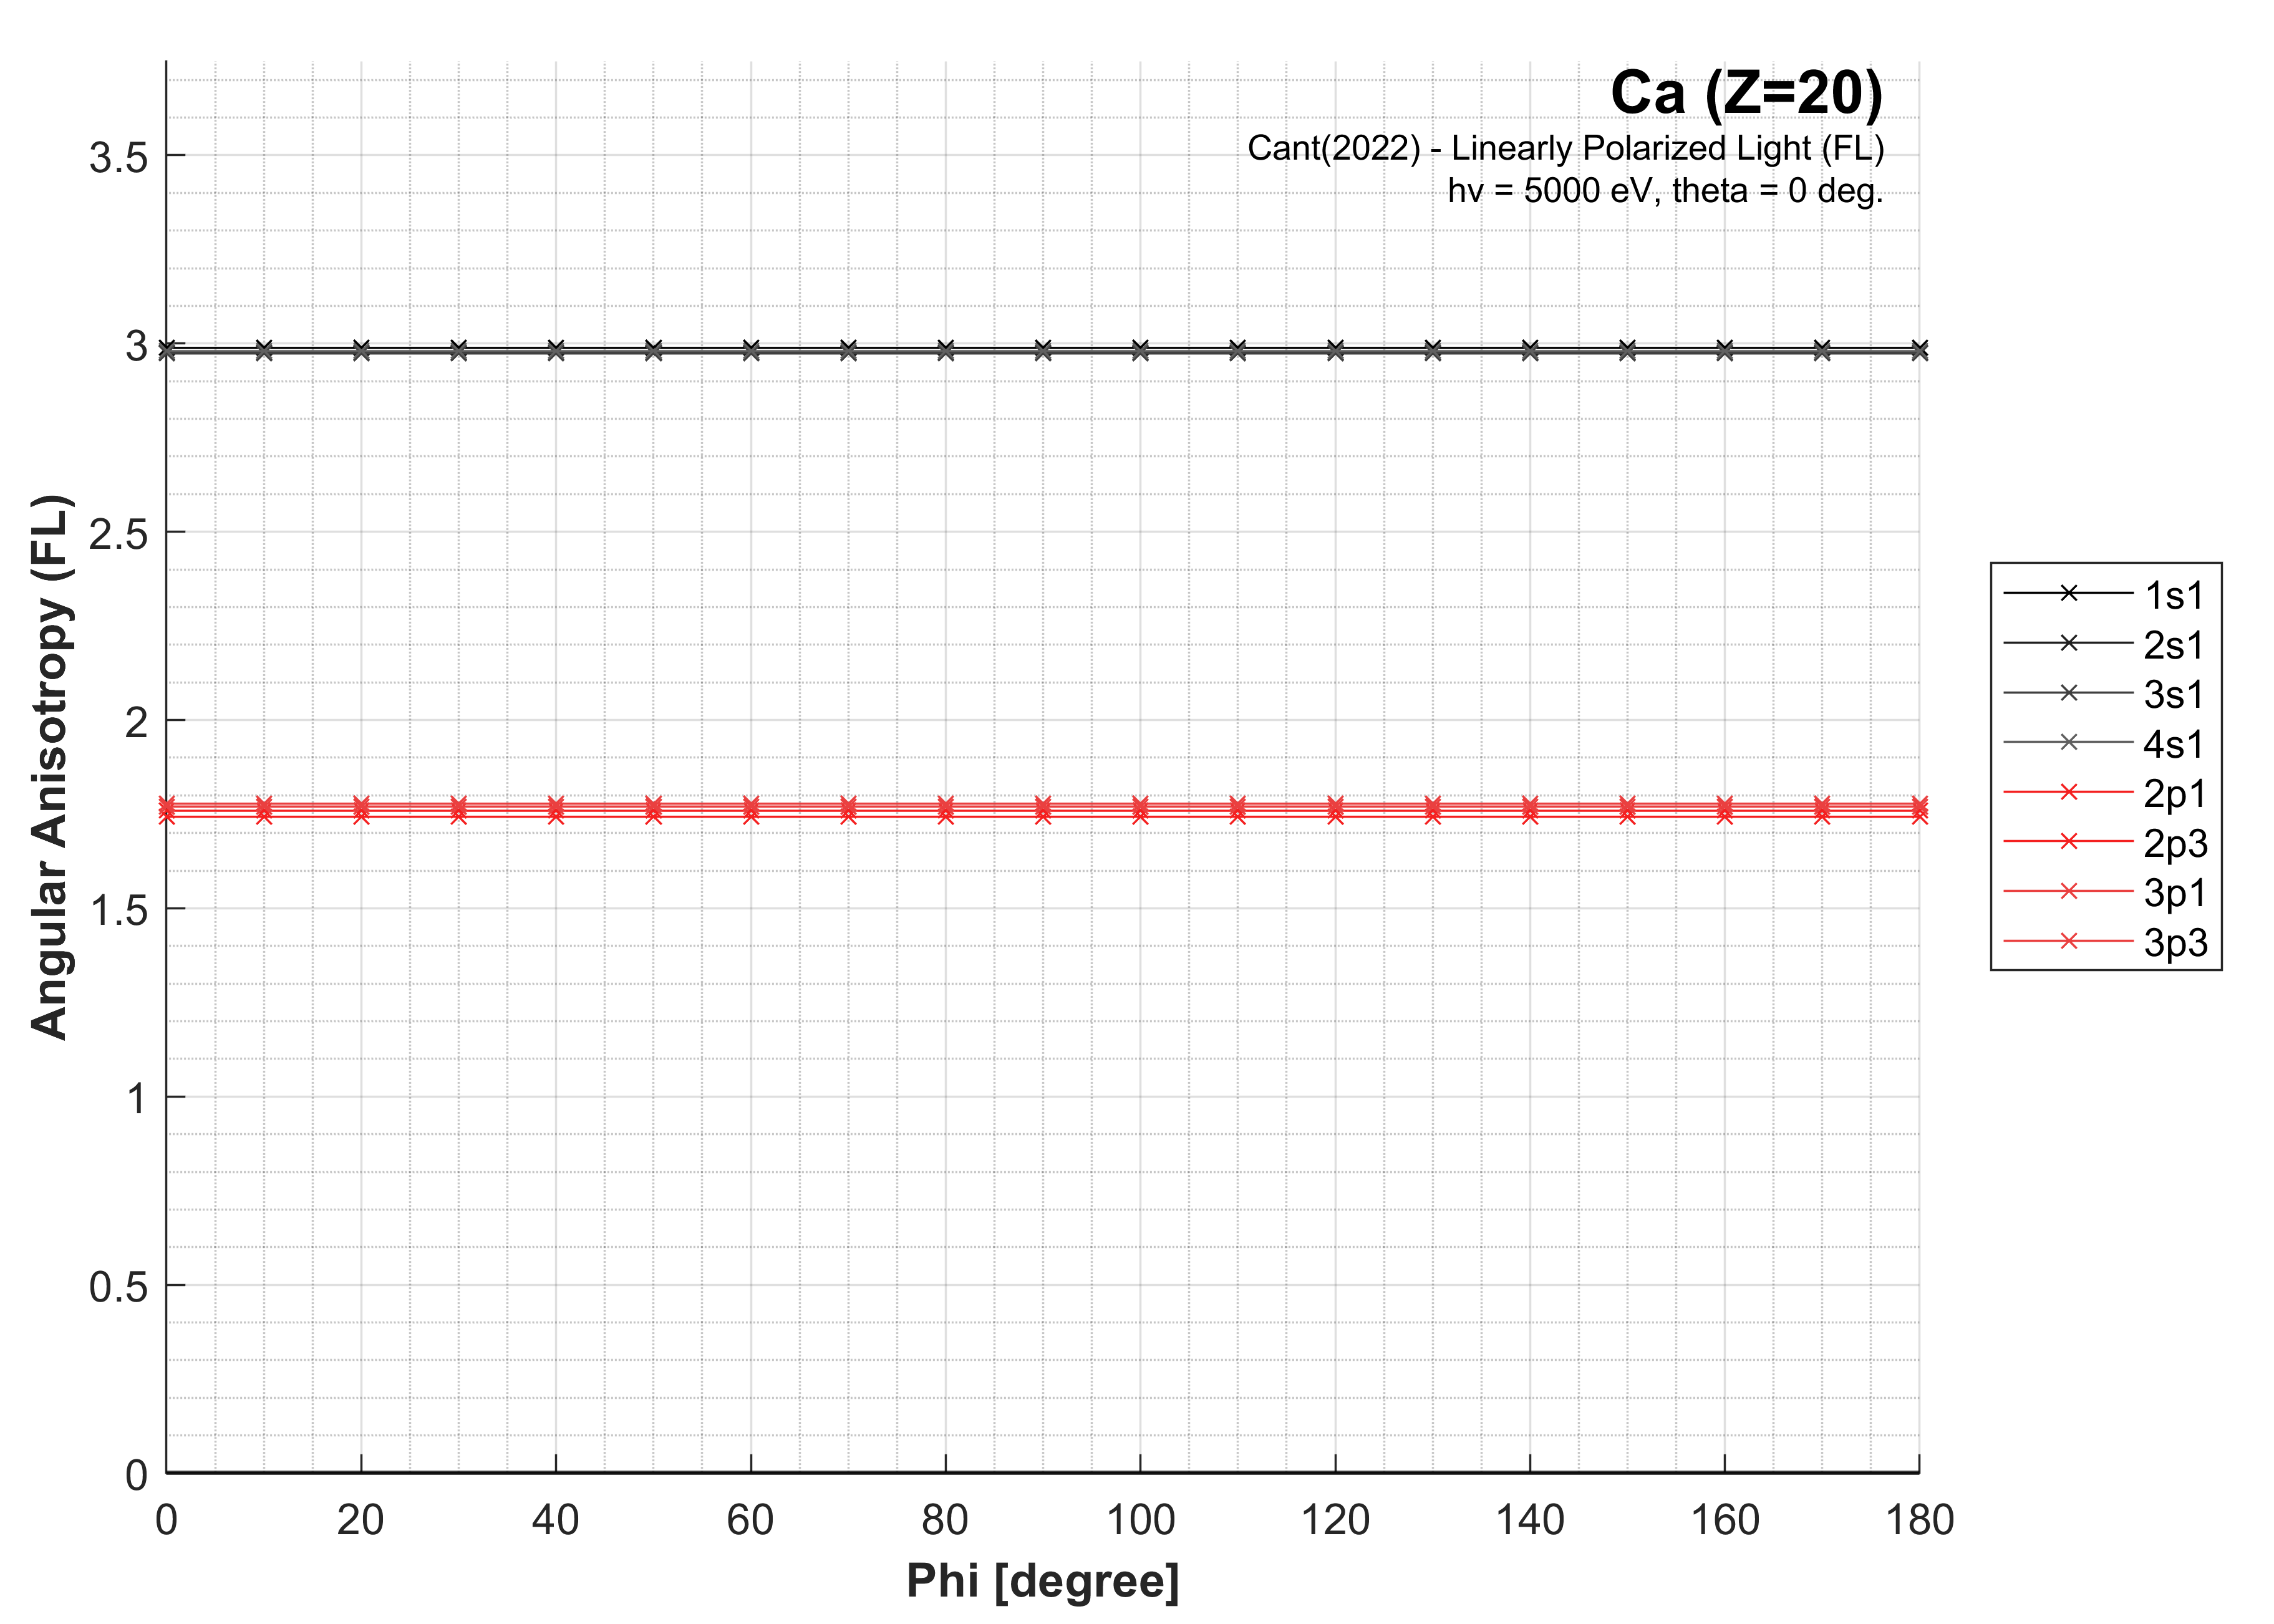 Ca (Z=20)
Cant(2022) - Linearly Polarized Light (FL)
hv = 5000 eV, theta = 0 deg.
Angular Anisotropy (FL)
3.5
3
2.5
2
1.5
1
0.5
0
0 20 40 60 80 100 120 140 160 180
Phi [degree]
1s1
2s1
3s1
4s1
2p1
2p3
3p1
3p3